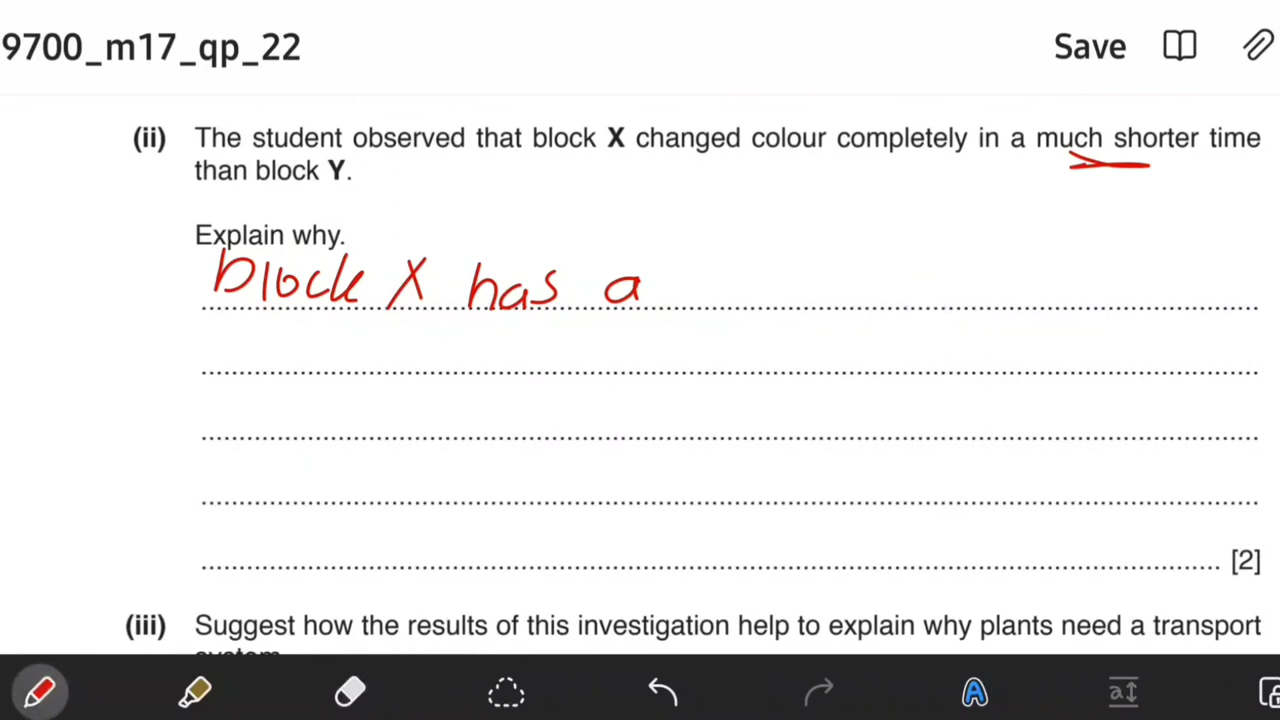 9700_m17_qp_22 Save
(ii) The student observed that block X changed colour completely in a much shorter time
than block Y.
Explain why.
block X has a
[2]
(iii) Suggest how the results of this investigation help to explain why plants need a transport
system